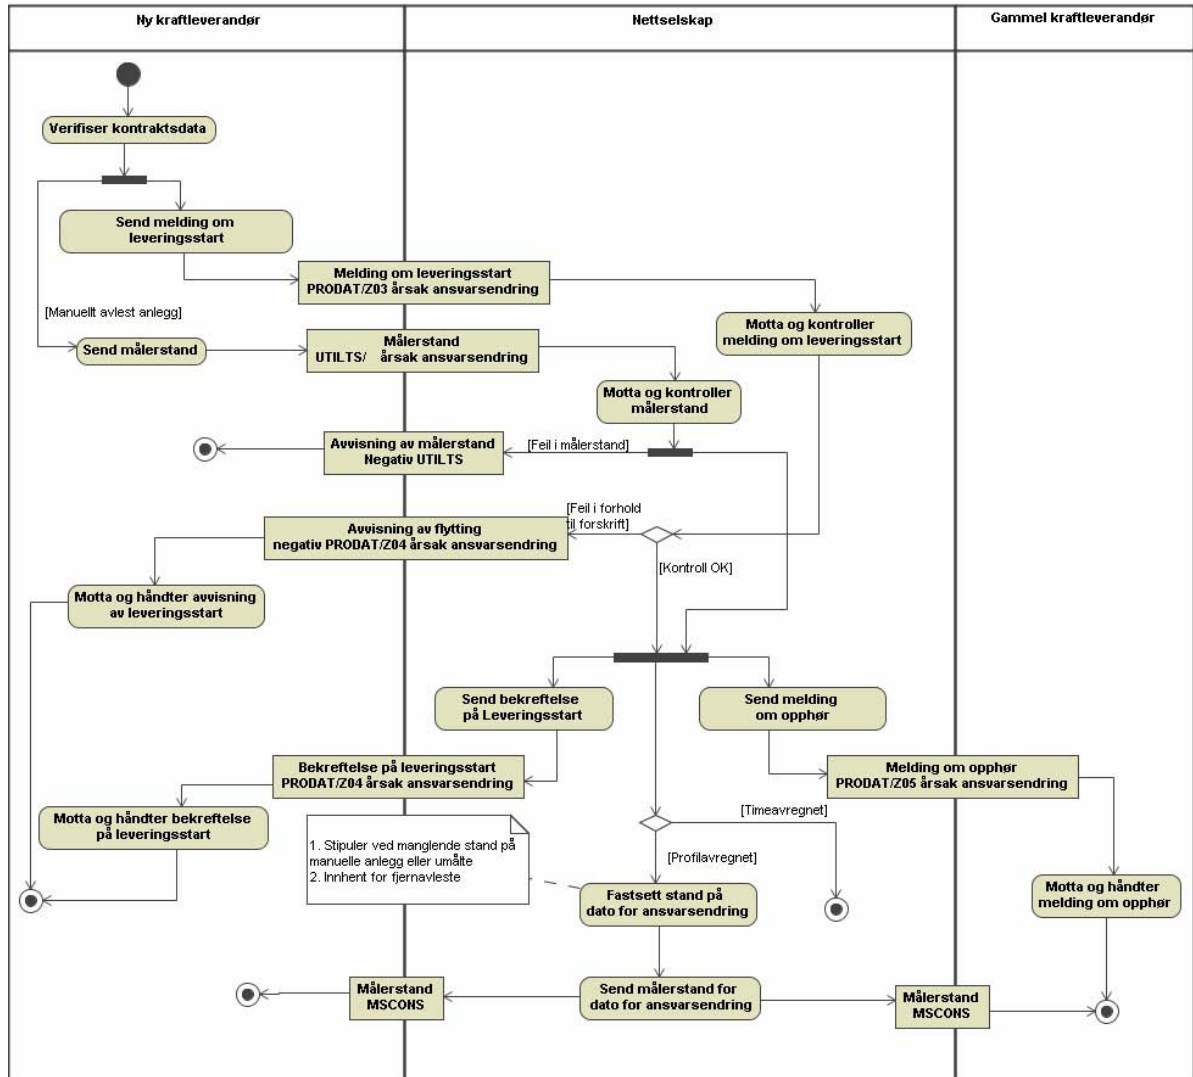 Ny kraftleverandør
Nettselskap
Gammel kraftleverandør
Verifiser kontraktsdata
Send melding om
leveringsstart
Melding om leveringsstart
PRODAT/Z03 årsak ansvarsendring
[Manuellt avlest anlegg]
Motta og kontroller
melding om leveringsstart
Send målerstand
Målerstand
UTILTS/ årsak ansvarsendring
Motta og kontroller
målerstand
Avvisning av målerstand
Negativ UTILTS
[Feil i målerstand]
[Feil i forhold
til forskrift]
Avvisning av flytting
negativ PRODAT/Z04 årsak ansvarsendring
[Kontroll OK]
Motta og håndter avvisning
av leveringsstart
Send bekreftelse
på Leveringsstart
Send melding
om opphør
Bekreftelse på leveringsstart
PRODAT/Z04 årsak ansvarsendring
Melding om opphør
PRODAT/Z05 årsak ansvarsendring
Motta og håndter bekreftelse
på leveringsstart
[Timeavregnet]
1. Stipuler ved manglende stand på
manuelle anlegg eller umålte
2. Innhent for fjernavleste
[Profilavregnet]
Fastsett stand på
dato for ansvarsendring
Motta og håndter
melding om opphør
Målerstand
MSCONS
Send målerstand for
dato for ansvarsendring
Målerstand
MSCONS